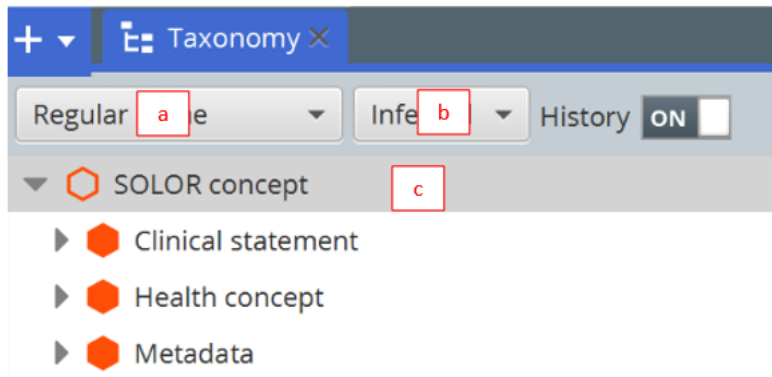 + Taxonomy ×
Regular a e Infe b d History ON
SOLOR concept c
Clinical statement
Health concept
Metadata